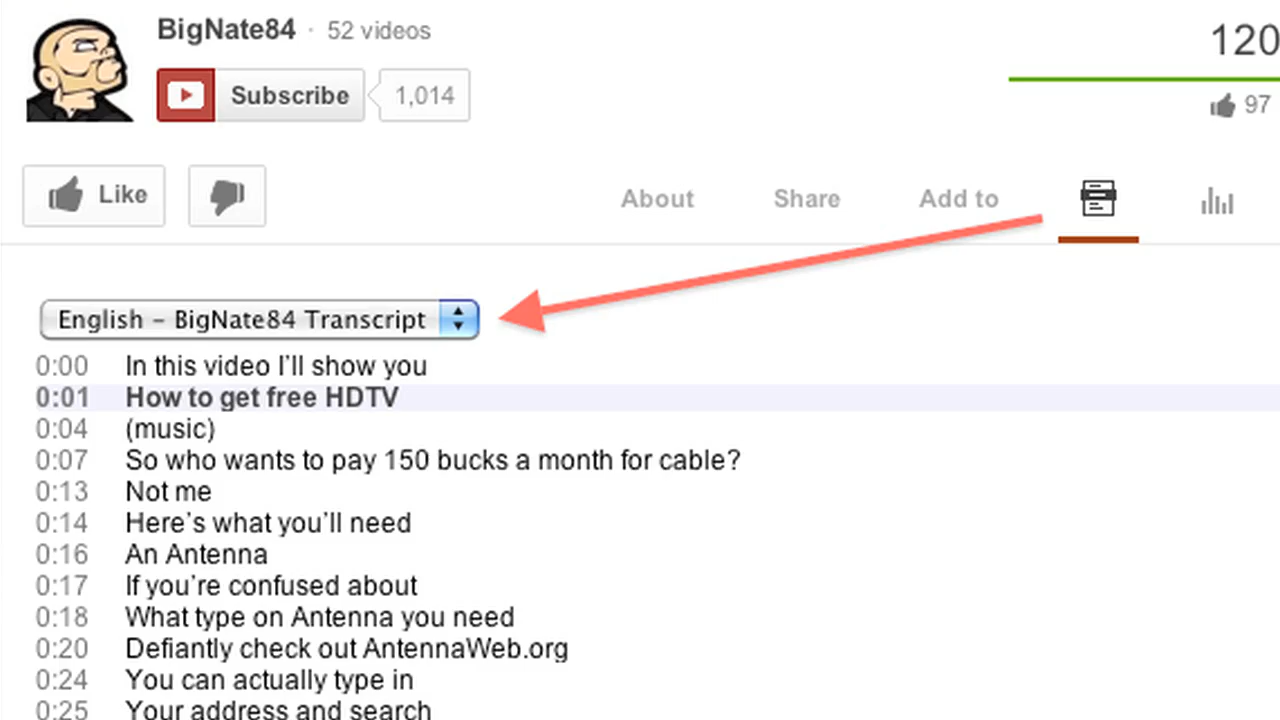 BigNate84 · 52 videos
120
Subscribe 1,014
97
Like
About Share Add to
English – BigNate84 Transcript
0:00 In this video I'll show you
0:01 How to get free HDTV
0:04 (music)
0:07 So who wants to pay 150 bucks a month for cable?
0:13 Not me
0:14 Here's what you'll need
0:16 An Antenna
0:17 If you're confused about
0:18 What type on Antenna you need
0:20 Defiantly check out AntennaWeb.org
0:24 You can actually type in
0:25 Your address and search